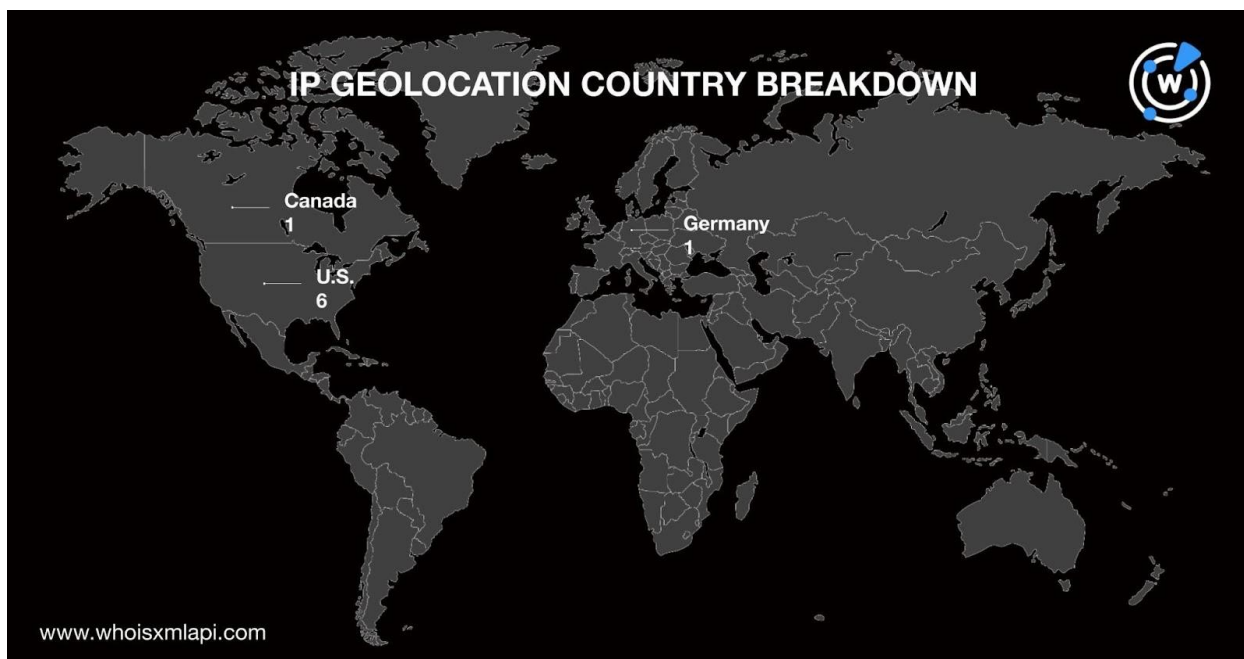 IP GEOLOCATION COUNTRY BREAKDOWN
W
Canada
1
Germany
1
U.S.
6
www.whoisxmlapi.com